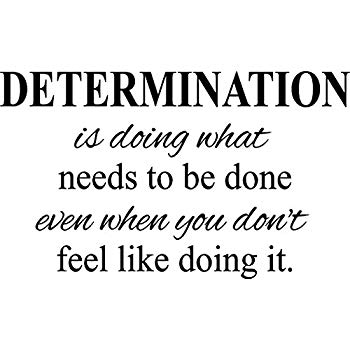 DETERMINATION
is doing what
needs to be done
even when you don't
feel like doing it.